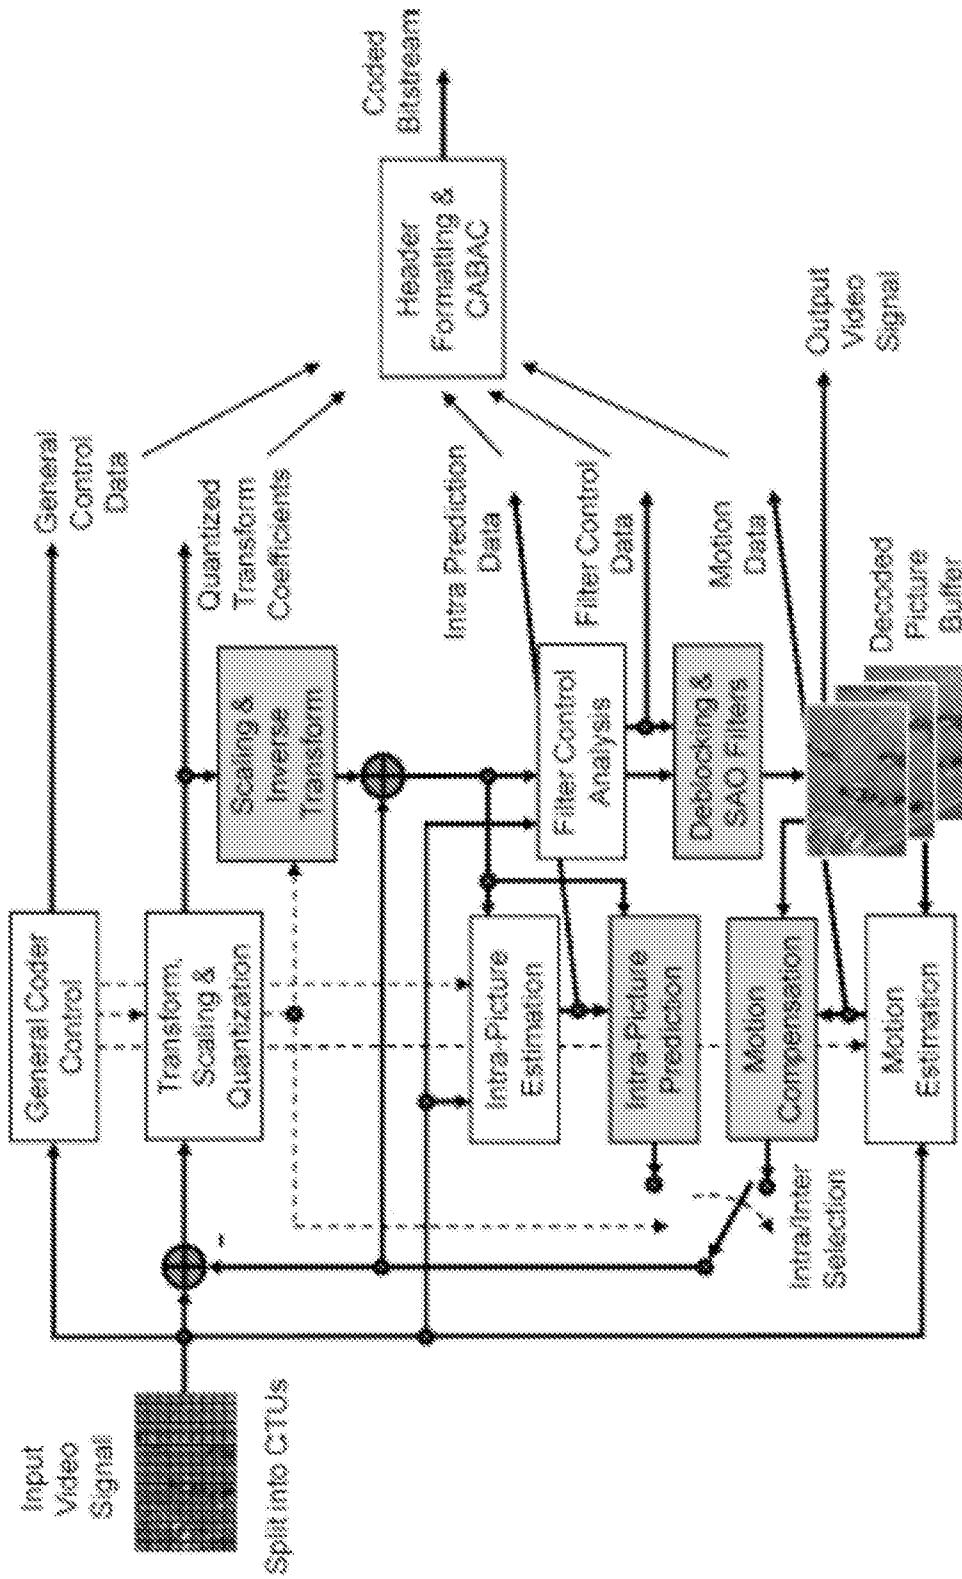 Input
Video
Signal
Split into CTUs
General Coder
Control
Transform,
Scaling &
Quantization
Scaling &
Inverse
Transform
Intra-Picture
Estimation
Intra-Picture
Prediction
Motion
Compensation
Motion
Estimation
Intra/Inter
Selection
-
Filter Control
Analysis
Deblocking &
SAO Filters
Decoded
Picture
Buffer
General
Control
Data
Quantized
Transform
Coefficients
Intra Prediction
Data
Filter Control
Data
Motion
Data
Header
Formatting &
CABAC
Coded
Bitstream
Output
Video
Signal